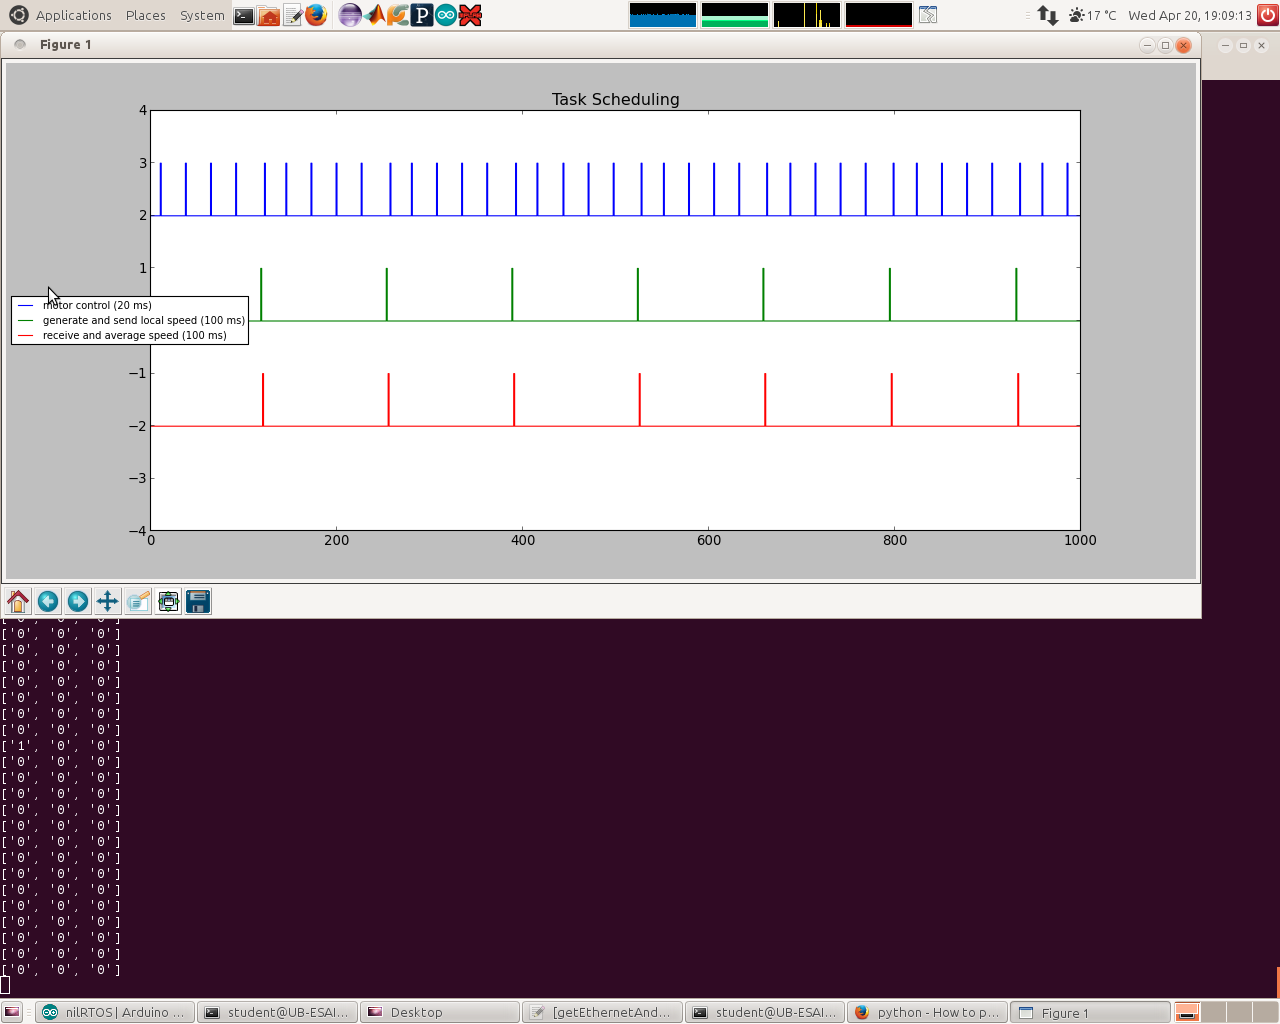 Applications Places System 17 °C Wed Apr 20, 19:09:13
Figure 1
Task Scheduling
4
3
2
1
motor control (20 ms)
generate and send local speed (100 ms)
receive and average speed (100 ms)
−1
−2
−3
−4
0 200 400 600 800 1000
['0', '0', '0']
['0', '0', '0']
['0', '0', '0']
['0', '0', '0']
['0', '0', '0']
['0', '0', '0']
['0', '0', '0']
['0', '0', '0']
['1', '0', '0']
['0', '0', '0']
['0', '0', '0']
['0', '0', '0']
['0', '0', '0']
['0', '0', '0']
['0', '0', '0']
['0', '0', '0']
['0', '0', '0']
['0', '0', '0']
['0', '0', '0']
['0', '0', '0']
['0', '0', '0']
['0', '0', '0']
['0', '0', '0']
nilRTOS | Arduino ... student@UB-ESAI... Desktop [getEthernetAnd... student@UB-ESAI... python - How to p... Figure 1